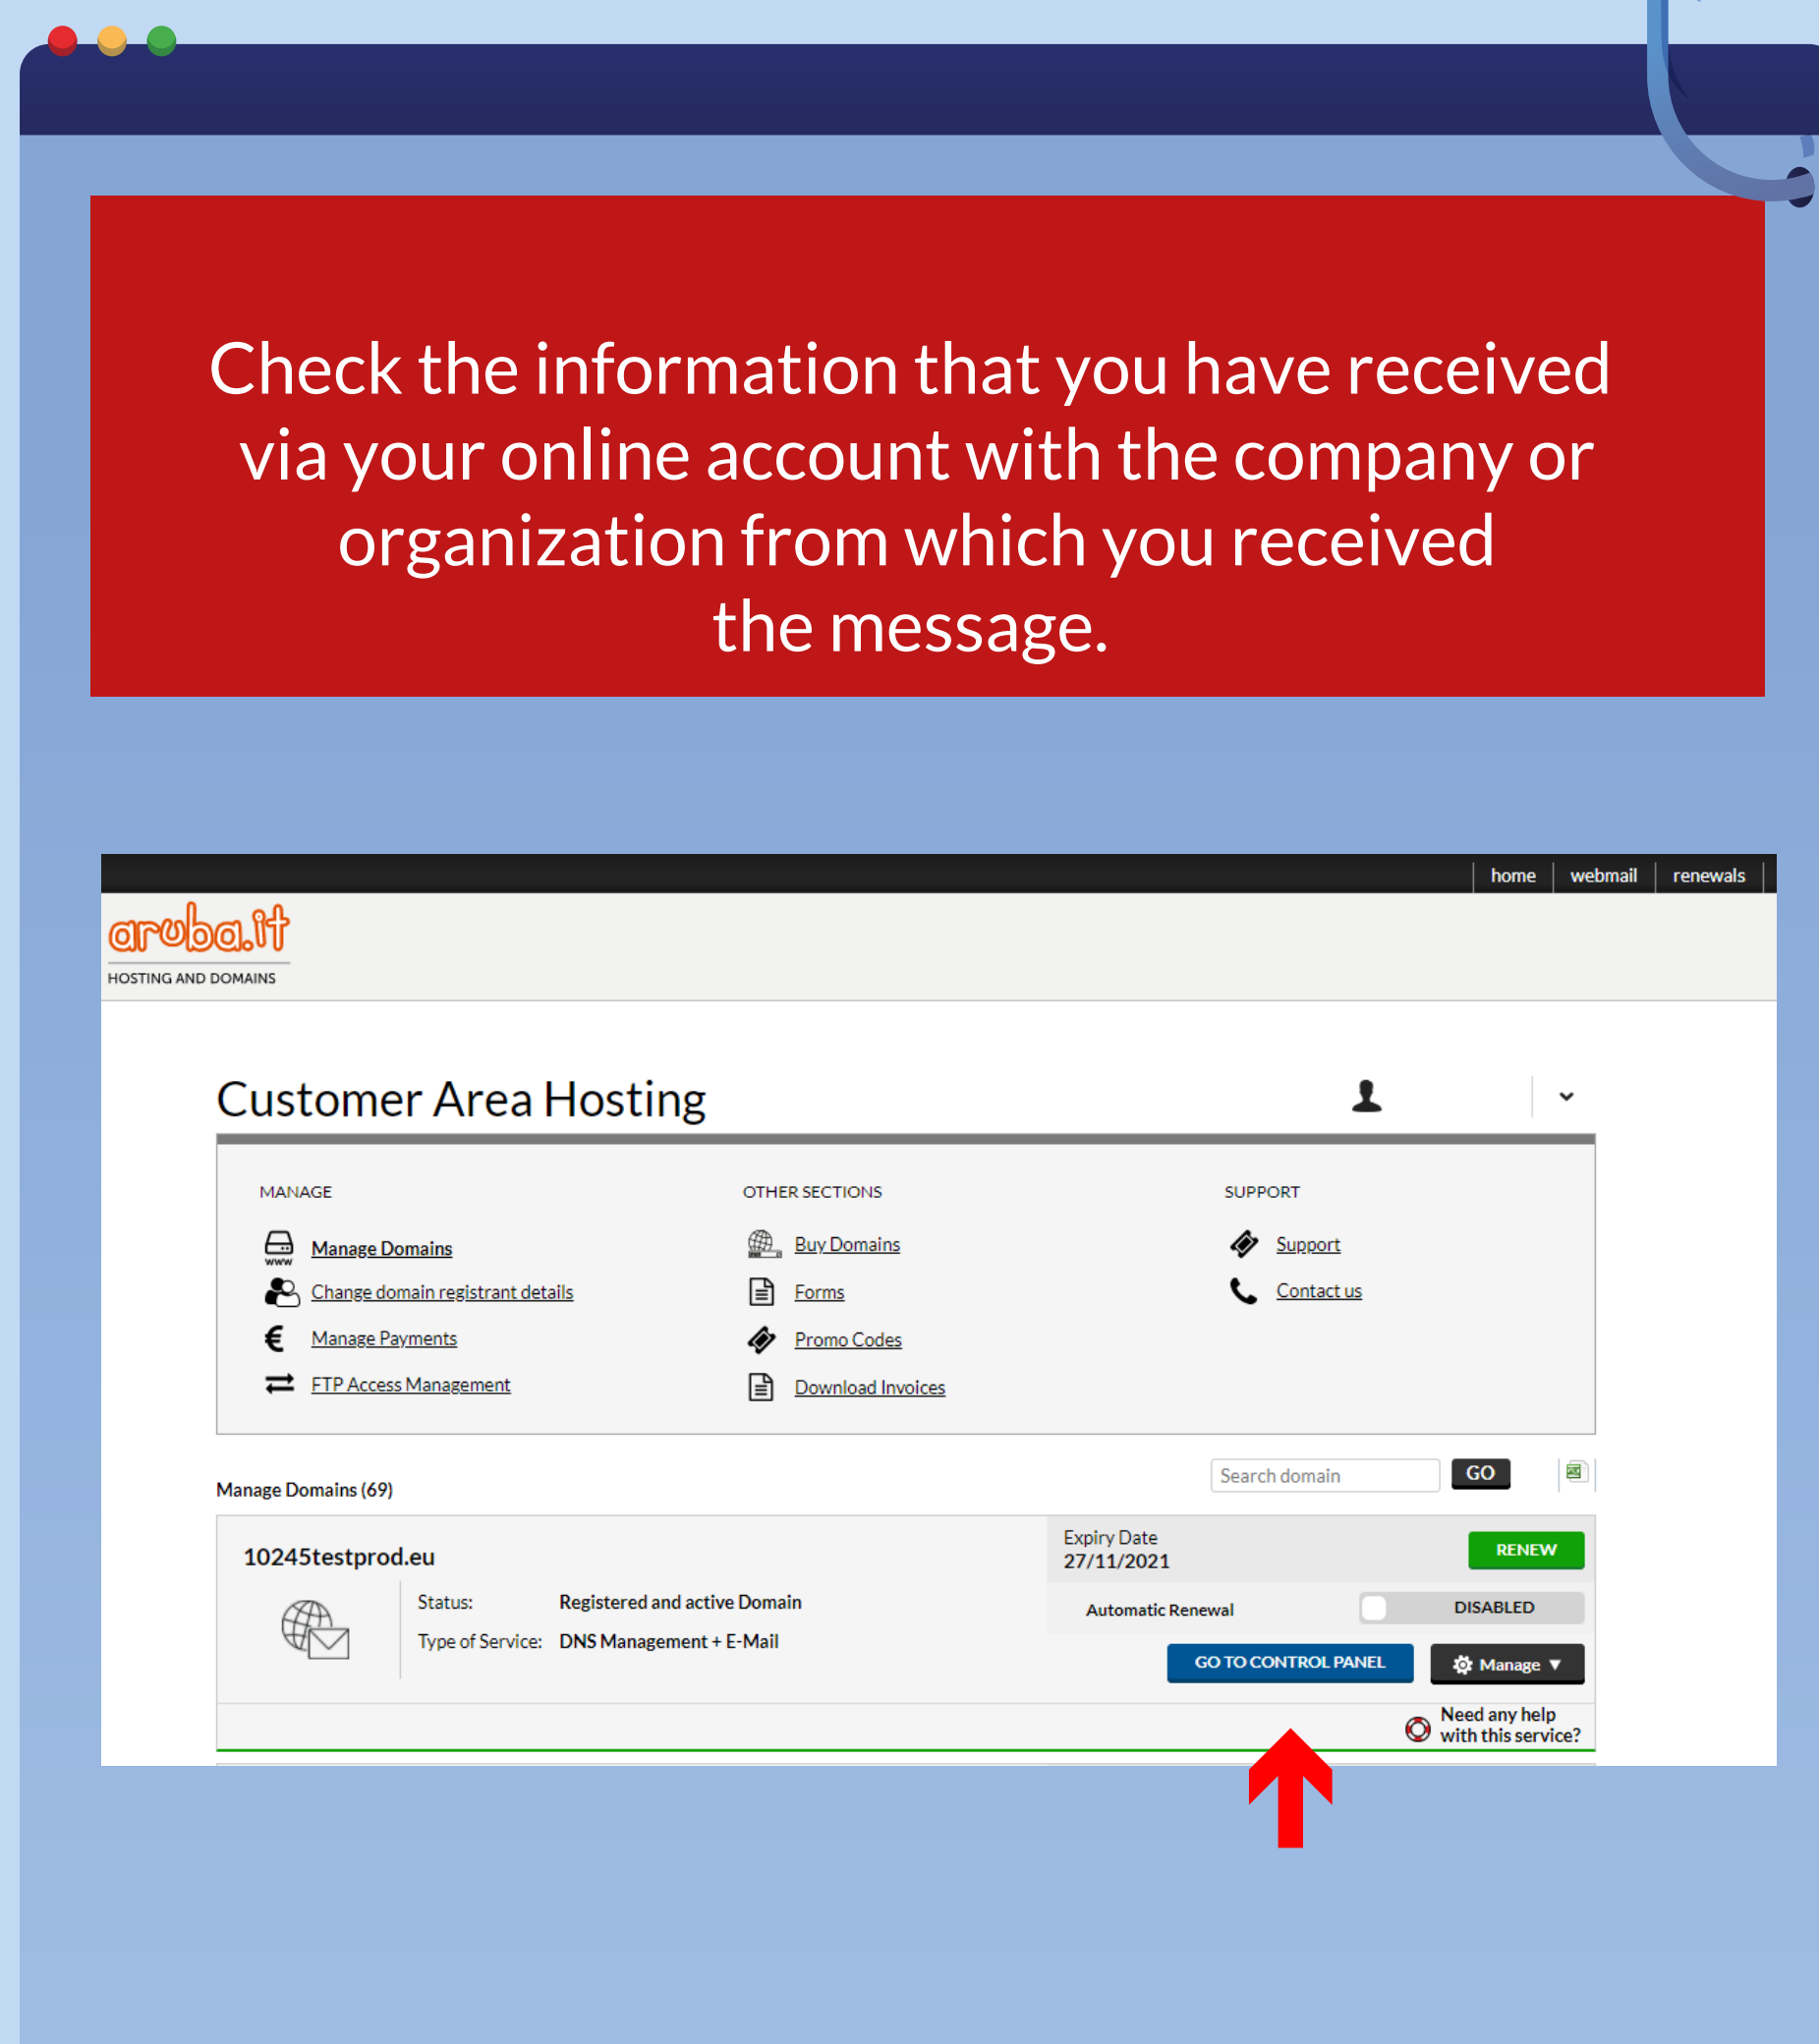 Check the information that you have received
via your online account with the company or
organization from which you received
the message.
home webmail renewals
aruba.it
HOSTING AND DOMAINS
Customer Area Hosting
MANAGE
Manage Domains
Change domain registrant details
Manage Payments
FTP Access Management
OTHER SECTIONS
Buy Domains
Forms
Promo Codes
Download Invoices
SUPPORT
Support
Contact us
Manage Domains (69)
Search domain GO
10245testprod.eu
Status: Registered and active Domain
Type of Service: DNS Management + E-Mail
Expiry Date
27/11/2021
RENEW
Automatic Renewal DISABLED
GO TO CONTROL PANEL Manage ▼
Need any help
with this service?